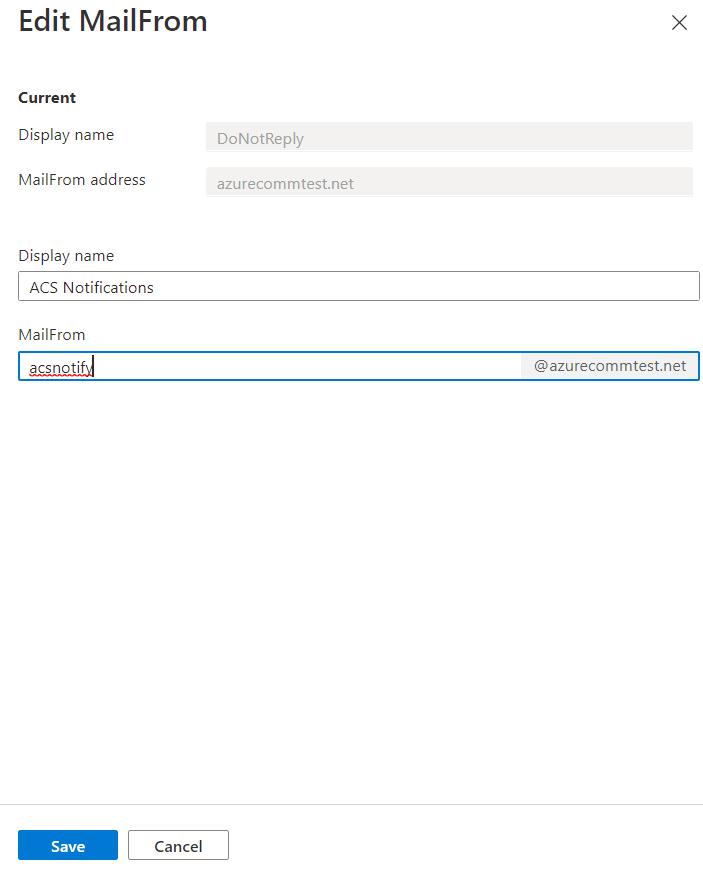 Edit MailFrom
Current
Display name DoNotReply
MailFrom address azurecommtest.net
Display name
ACS Notifications
MailFrom
acsnotify @azurecommtest.net
Save Cancel